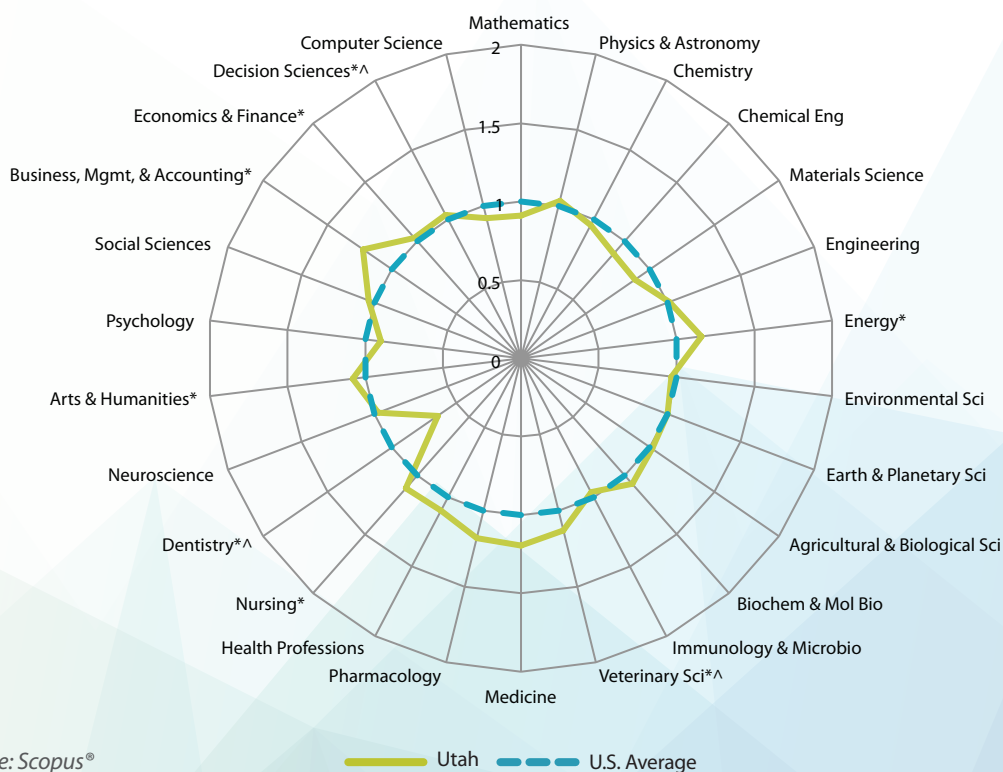 Mathematics
Computer Science
Physics & Astronomy
Decision Sciences*^
Chemistry
Economics & Finance*
Chemical Eng
Business, Mgmt, & Accounting*
Materials Science
Social Sciences
Engineering
Psychology
Energy*
Arts & Humanities*
Environmental Sci
Neuroscience
Earth & Planetary Sci
Dentistry*^
Agricultural & Biological Sci
Nursing*
Biochem & Mol Bio
Health Professions
Immunology & Microbio
Pharmacology
Veterinary Sci*^
Medicine
2
1.5
1
0.5
0
e: Scopus®
Utah
U.S. Average